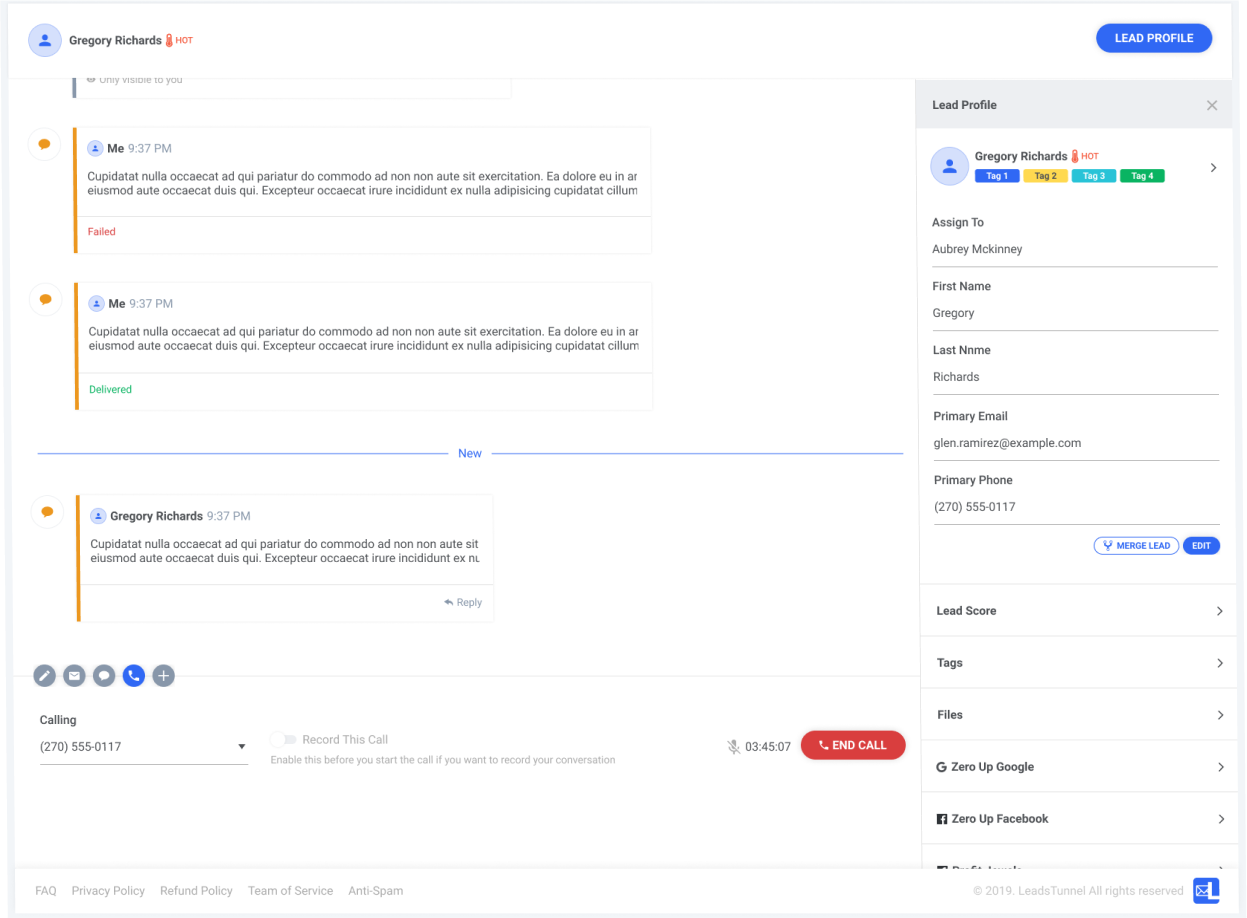 Gregory Richards HOT
LEAD PROFILE
Only visible to you
Me 9:37 PM
Cupidatat nulla occaecat ad qui pariatur do commodo ad non non aute sit exercitation. Ea dolore eu in ar
eiusmod aute occaecat duis qui. Excepteur occaecat irure incididunt ex nulla adipisicing cupidatat cillum
Failed
Me 9:37 PM
Cupidatat nulla occaecat ad qui pariatur do commodo ad non non aute sit exercitation. Ea dolore eu in ar
eiusmod aute occaecat duis qui. Excepteur occaecat irure incididunt ex nulla adipisicing cupidatat cillum
Delivered
New
Gregory Richards 9:37 PM
Cupidatat nulla occaecat ad qui pariatur do commodo ad non non aute sit
eiusmod aute occaecat duis qui. Excepteur occaecat irure incididunt ex nu
Reply
Calling
(270) 555-0117
Record This Call
Enable this before you start the call if you want to record your conversation
03:45:07
END CALL
Lead Profile
Gregory Richards HOT
Tag 1 Tag 2 Tag 3 Tag 4
Assign To
Aubrey Mckinney
First Name
Gregory
Last Nnme
Richards
Primary Email
glen.ramirez@example.com
Primary Phone
(270) 555-0117
MERGE LEAD EDIT
Lead Score
Tags
Files
Zero Up Google
Zero Up Facebook
FAQ Privacy Policy Refund Policy Team of Service Anti-Spam
© 2019. LeadsTunnel All rights reserved